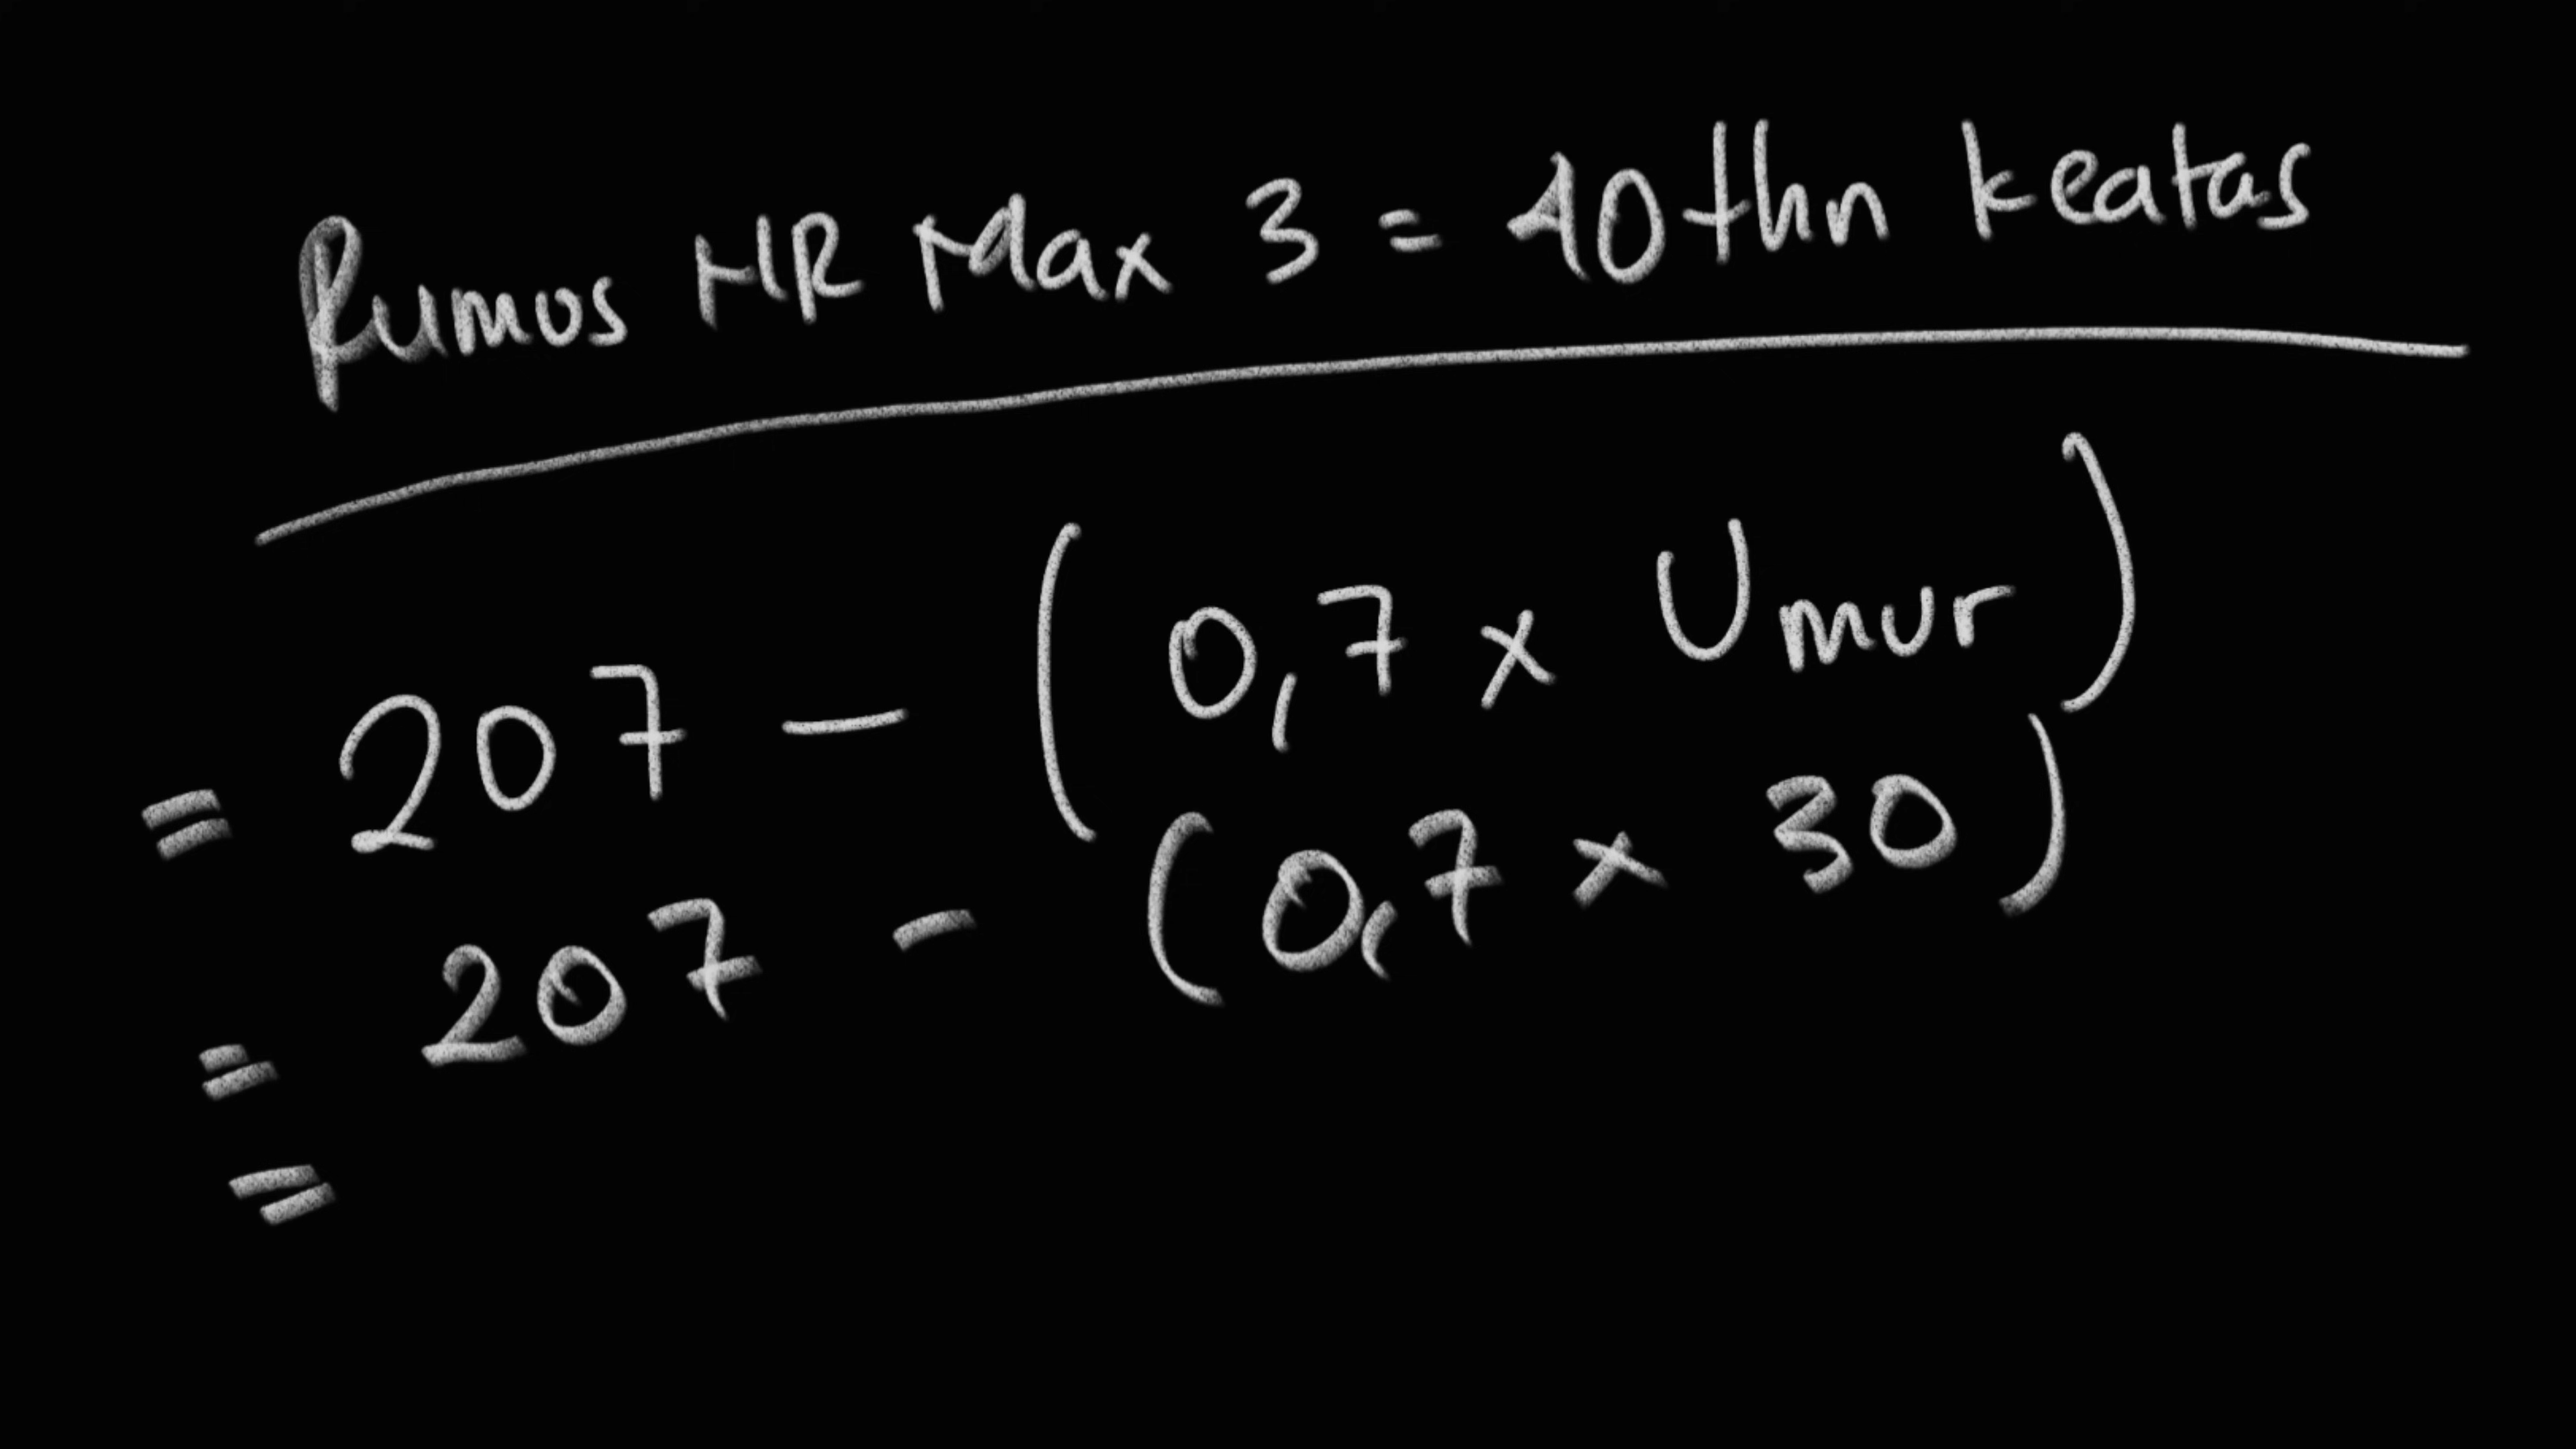 Rumus HR Max 3 = 40 thn keatas
= 207 - ( 0,7 x Umur )
= 207 - ( 0,7 x 30 )
=